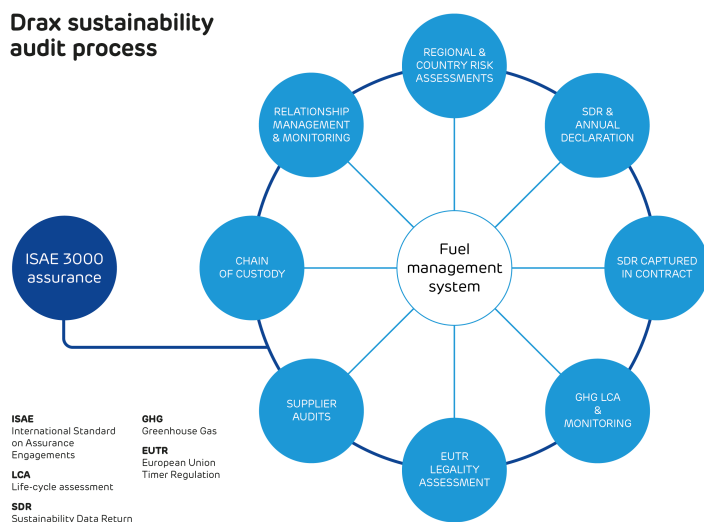 Drax sustainability
audit process
REGIONAL &
COUNTRY RISK
ASSESSMENTS
SDR &
ANNUAL
DECLARATION
SDR CAPTURED
IN CONTRACT
GHG LCA
&
MONITORING
EUTR
LEGALITY
ASSESSMENT
SUPPLIER
AUDITS
CHAIN
OF CUSTODY
RELATIONSHIP
MANAGEMENT
& MONITORING
Fuel
management
system
ISAE 3000
assurance
ISAE
International Standard
on Assurance
Engagements
LCA
Life-cycle assessment
SDR
Sustainability Data Return
GHG
Greenhouse Gas
EUTR
European Union
Timer Regulation